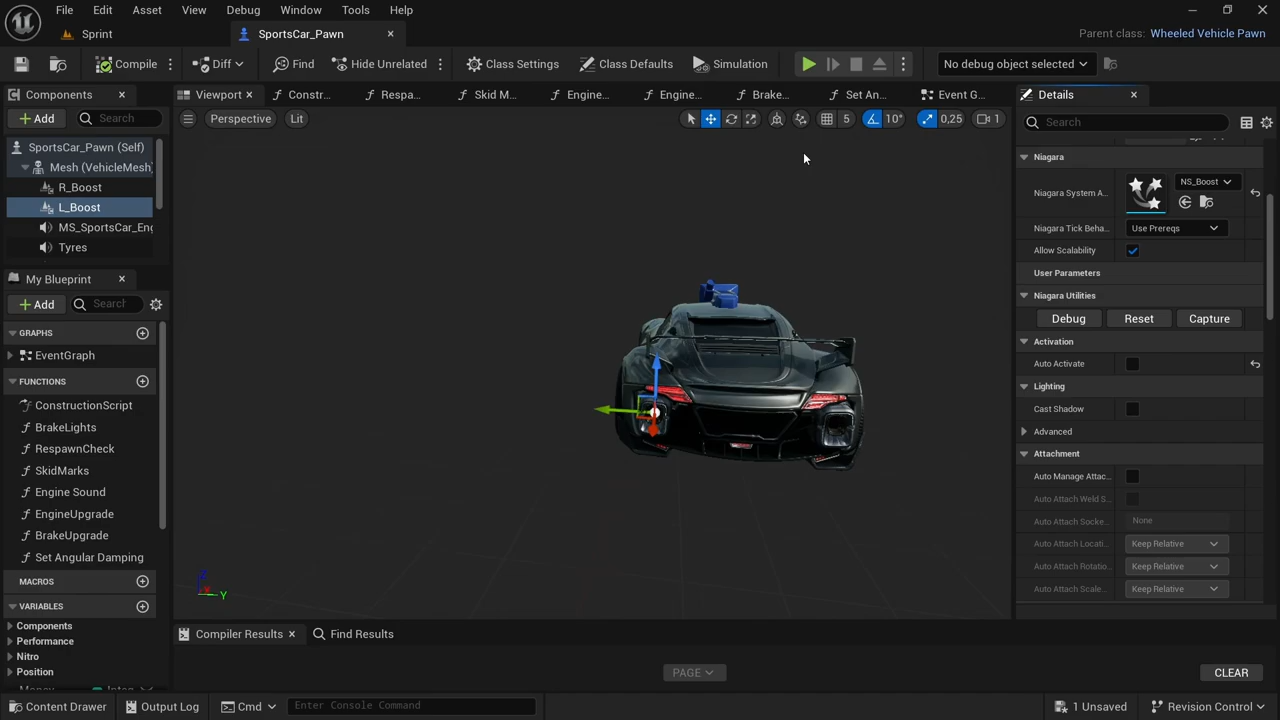 File Edit Asset View Debug Window Tools Help
Sprint SportsCar_Pawn Parent class: Wheeled Vehicle Pawn
Compile Diff Find Hide Unrelated Class Settings Class Defaults Simulation No debug object selected
Components Viewport Constr... Respa... Skid M... Engine... Engine... Brake... Set An... Event G... Details
Add Search Perspective Lit 5 10° 0,25 1 Search
SportsCar_Pawn (Self)
Mesh (VehicleMesh)
R_Boost
L_Boost
MS_SportsCar_Eng
Tyres
My Blueprint
Add Search
GRAPHS
EventGraph
FUNCTIONS
ConstructionScript
BrakeLights
RespawnCheck
SkidMarks
Engine Sound
EngineUpgrade
BrakeUpgrade
Set Angular Damping
MACROS
VARIABLES
Components
Performance
Nitro
Position
Z
Y
Niagara
Niagara System A... NS_Boost
Niagara Tick Beha... Use Prereqs
Allow Scalability
User Parameters
Niagara Utilities
Debug Reset Capture
Activation
Auto Activate
Lighting
Cast Shadow
Advanced
Attachment
Auto Manage Attac...
Auto Attach Weld S...
Auto Attach Socke... None
Auto Attach Locati... Keep Relative
Auto Attach Rotatio... Keep Relative
Auto Attach Scale... Keep Relative
Compiler Results Find Results
PAGE CLEAR
Content Drawer Output Log Cmd Enter Console Command 1 Unsaved Revision Control